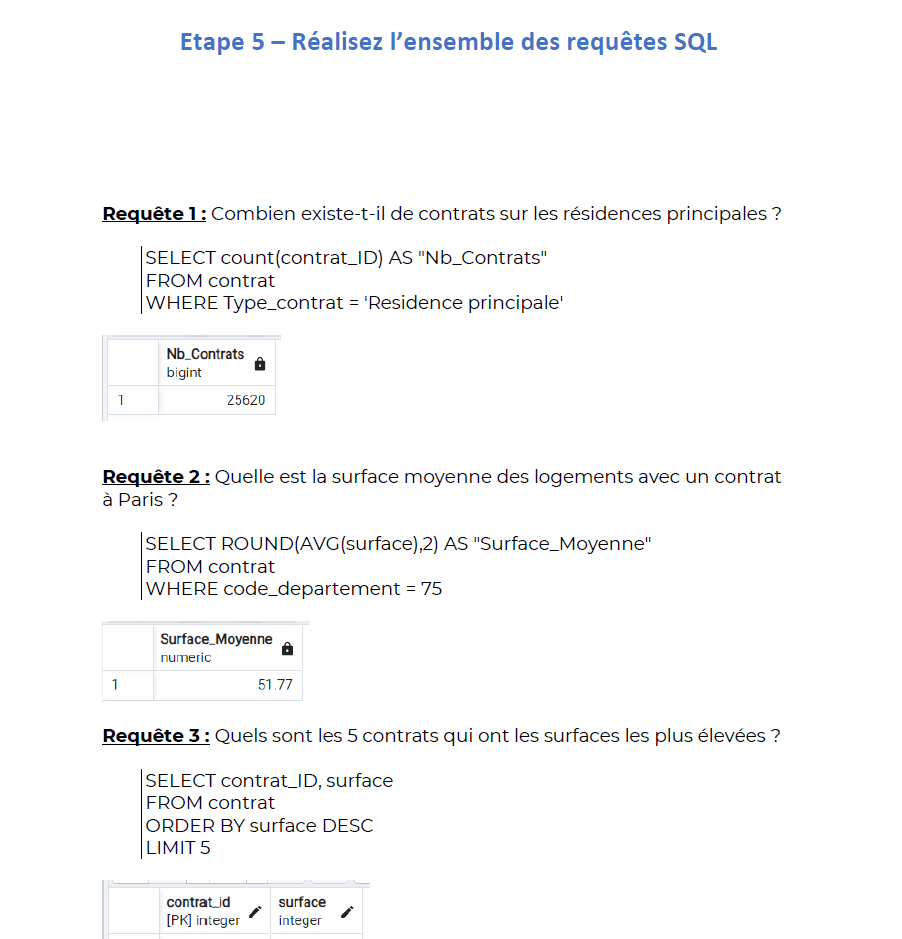 Etape 5 – Réalisez l’ensemble des requêtes SQL
Requête 1 : Combien existe-t-il de contrats sur les résidences principales ?
SELECT count(contrat_ID) AS "Nb_Contrats"
FROM contrat
WHERE Type_contrat = 'Residence principale'
Nb_Contrats
bigint
1 25620
Requête 2 : Quelle est la surface moyenne des logements avec un contrat
à Paris ?
SELECT ROUND(AVG(surface),2) AS "Surface_Moyenne"
FROM contrat
WHERE code_departement = 75
Surface_Moyenne
numeric
1 51.77
Requête 3 : Quels sont les 5 contrats qui ont les surfaces les plus élevées ?
SELECT contrat_ID, surface
FROM contrat
ORDER BY surface DESC
LIMIT 5
contrat_id surface
[PK] integer integer